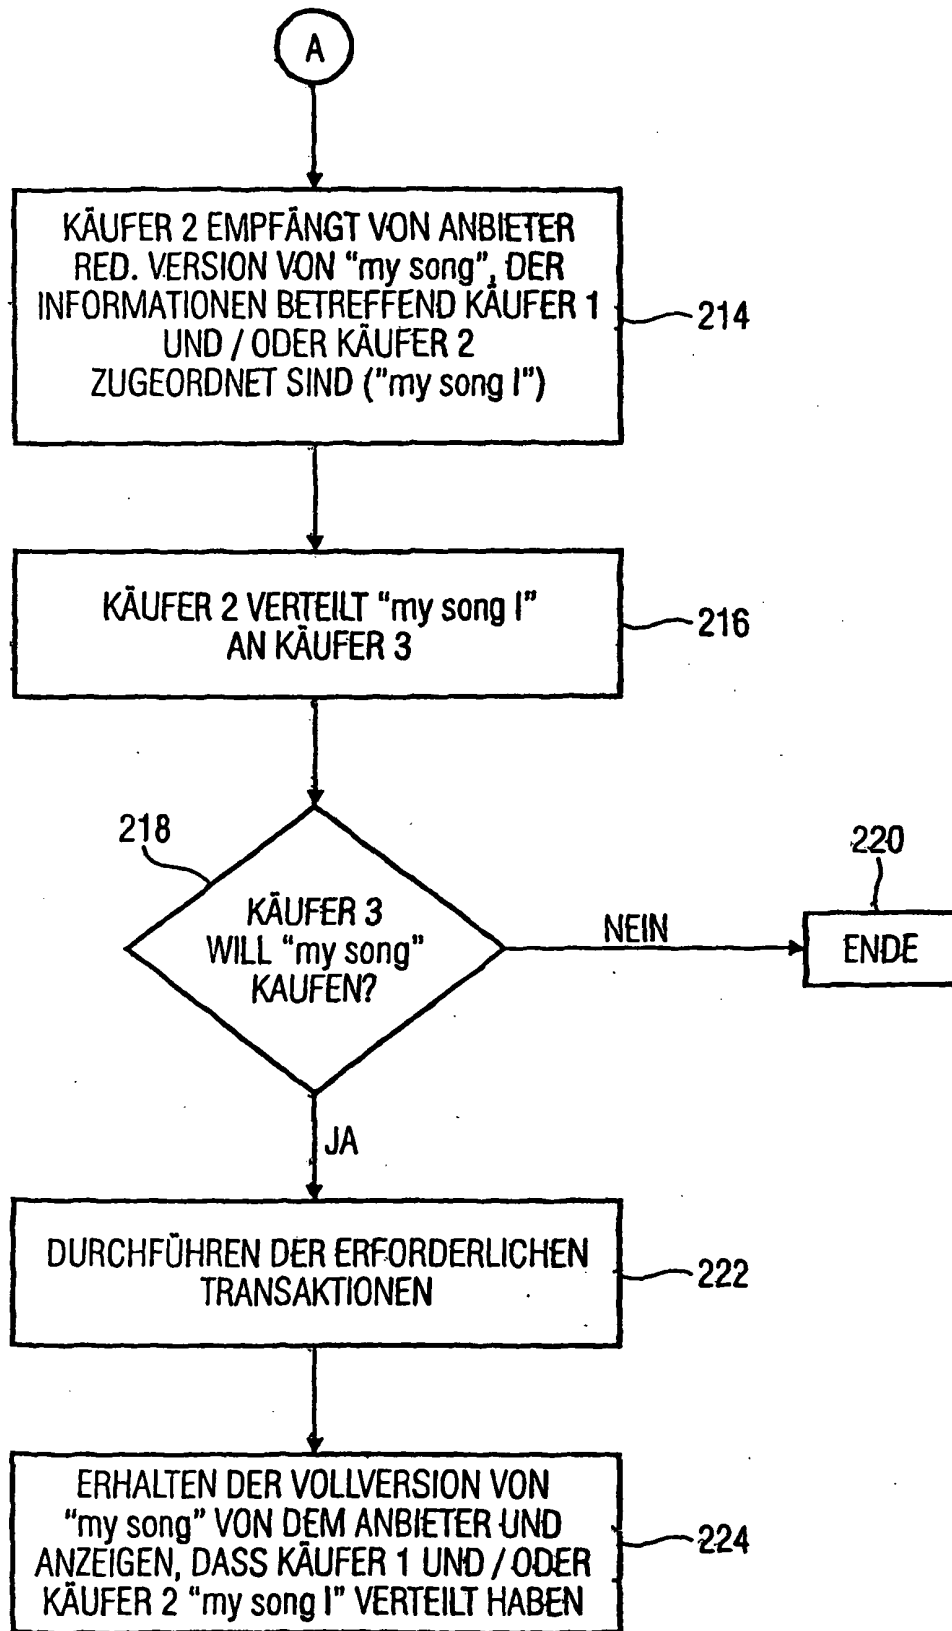 A
KÄUFER 2 EMPFÄNGT VON ANBIETER
RED. VERSION VON "my song", DER
INFORMATIONEN BETREFFEND KÄUFER 1
UND / ODER KÄUFER 2
ZUGEORDNET SIND ("my song I")
214
KÄUFER 2 VERTEILT "my song I"
AN KÄUFER 3
216
218
KÄUFER 3
WILL "my song"
KAUFEN?
NEIN
220
ENDE
JA
DURCHFÜHREN DER ERFORDERLICHEN
TRANSAKTIONEN
222
ERHALTEN DER VOLLVERSION VON
"my song" VON DEM ANBIETER UND
ANZEIGEN, DASS KÄUFER 1 UND / ODER
KÄUFER 2 "my song I" VERTEILT HABEN
224